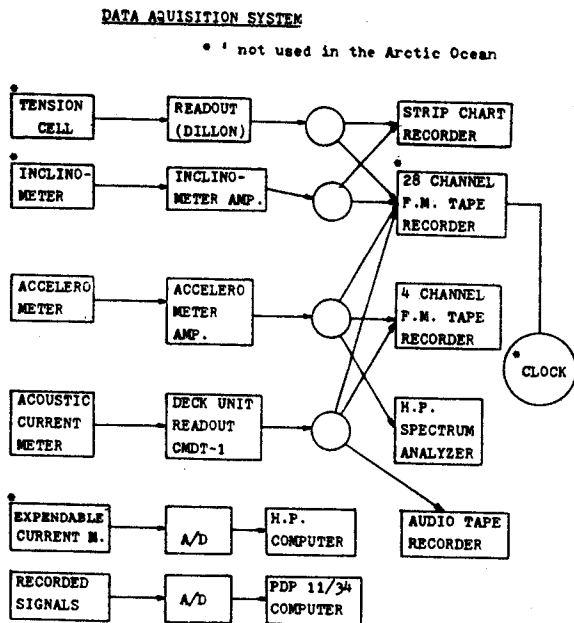 DATA AQUISITION SYSTEM
* ' not used in the Arctic Ocean
*
TENSION
CELL
READOUT
(DILLON)
STRIP CHART
RECORDER
*
INCLINO-
METER
INCLINO-
METER AMP.
*
28 CHANNEL
F.M. TAPE
RECORDER
ACCELERO
METER
ACCELERO
METER
AMP.
4 CHANNEL
F.M. TAPE
RECORDER
* CLOCK
ACOUSTIC
CURRENT
METER
DECK UNIT
READOUT
CMDT-1
H.P.
SPECTRUM
ANALYZER
*
EXPENDABLE
CURRENT M.
A/D
H.P.
COMPUTER
AUDIO TAPE
RECORDER
RECORDED
SIGNALS
A/D
PDP 11/34
COMPUTER